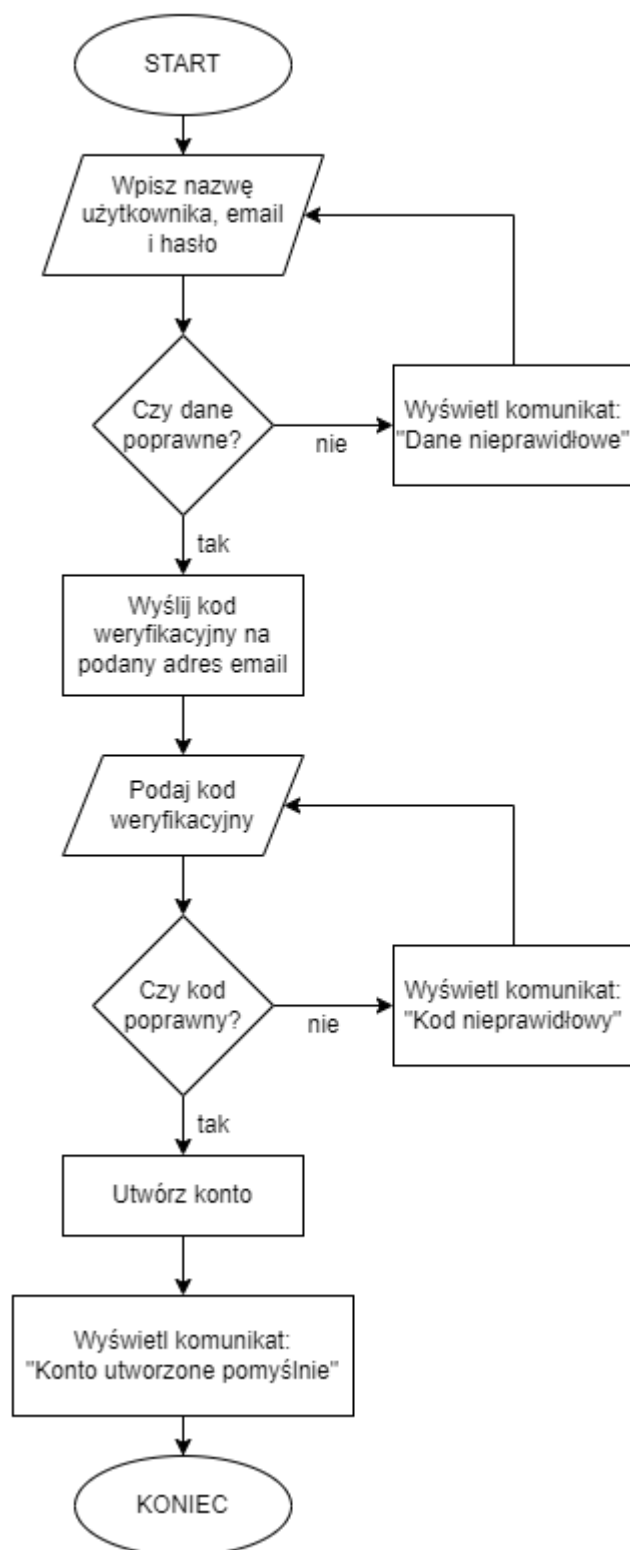 START
Wpisz nazwę
użytkownika, email
i hasło
Czy dane
poprawne?
nie
Wyświetl komunikat:
"Dane nieprawidłowe"
tak
Wyślij kod
weryfikacyjny na
podany adres email
Podaj kod
weryfikacyjny
Czy kod
poprawny?
nie
Wyświetl komunikat:
"Kod nieprawidłowy"
tak
Utwórz konto
Wyświetl komunikat:
"Konto utworzone pomyślnie"
KONIEC